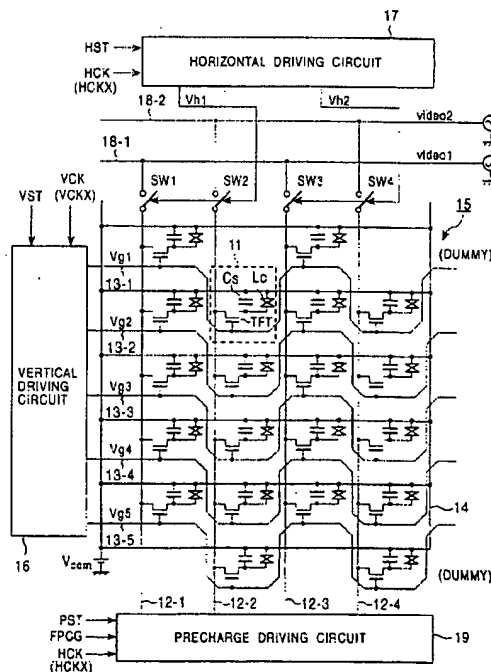 17
HST
HORIZONTAL DRIVING CIRCUIT
HCK
(HCKX)
Vh1
Vh2
18-2
video2
18-1
video1
VCK
(VCKX)
VST
SW1
SW2
SW3
SW4
15
11
(DUMMY)
Vg1
Cs
Lc
13-1
TFT
Vg2
13-2
VERTICAL
DRIVING
CIRCUIT
Vg3
13-3
Vg4
13-4
14
Vg5
16
13-5
Vcom
(DUMMY)
12-1
12-2
12-3
12-4
PST
FPCG
PRECHARGE DRIVING CIRCUIT
19
HCK
(HCKX)